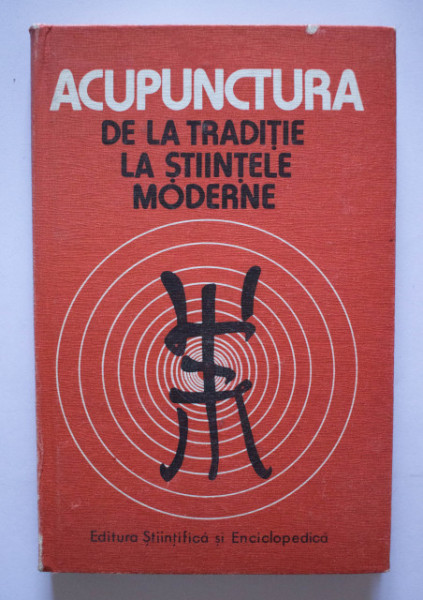 ACUPUNCTURA
DE LA TRADIȚIE
LA ȘTIINȚELE
MODERNE
Editura Științifică și Enciclopedică